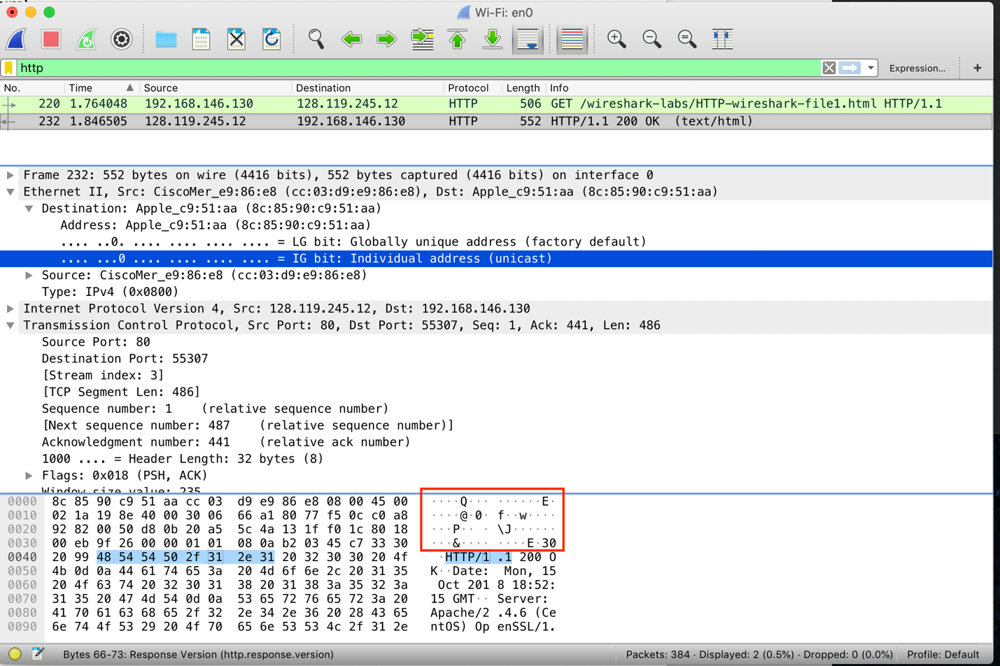 Wi-Fi: en0
http
Expression... +
No. Time Source Destination Protocol Length Info
220 1.764048 192.168.146.130 128.119.245.12 HTTP 506 GET /wireshark-labs/HTTP-wireshark-file1.html HTTP/1.1
232 1.846505 128.119.245.12 192.168.146.130 HTTP 552 HTTP/1.1 200 OK (text/html)
Frame 232: 552 bytes on wire (4416 bits), 552 bytes captured (4416 bits) on interface 0
Ethernet II, Src: CiscoMer_e9:86:e8 (cc:03:d9:e9:86:e8), Dst: Apple_c9:51:aa (8c:85:90:c9:51:aa)
Destination: Apple_c9:51:aa (8c:85:90:c9:51:aa)
Address: Apple_c9:51:aa (8c:85:90:c9:51:aa)
.... ..0. .... .... .... .... = LG bit: Globally unique address (factory default)
.... ...0 .... .... .... .... = IG bit: Individual address (unicast)
Source: CiscoMer_e9:86:e8 (cc:03:d9:e9:86:e8)
Type: IPv4 (0x0800)
Internet Protocol Version 4, Src: 128.119.245.12, Dst: 192.168.146.130
Transmission Control Protocol, Src Port: 80, Dst Port: 55307, Seq: 1, Ack: 441, Len: 486
Source Port: 80
Destination Port: 55307
[Stream index: 3]
[TCP Segment Len: 486]
Sequence number: 1 (relative sequence number)
[Next sequence number: 487 (relative sequence number)]
Acknowledgment number: 441 (relative ack number)
1000 .... = Header Length: 32 bytes (8)
Flags: 0x018 (PSH, ACK)
Window size value: 235
0000 8c 85 90 c9 51 aa cc 03 d9 e9 86 e8 08 00 45 00 ····Q··· ······E·
0010 02 1a 19 8e 40 00 30 06 66 a1 80 77 f5 0c c0 a8 ····@·0· f··w····
0020 92 82 00 50 d8 0b 20 a5 5c 4a 13 1f f0 1c 80 18 ···P·· · \J······
0030 00 eb 9f 26 00 00 01 01 08 0a b2 03 45 c7 33 30 ···&···· ····E·30
0040 20 99 48 54 54 50 2f 31 2e 31 20 32 30 30 20 4f ·HTTP/1 .1 200 O
0050 4b 0d 0a 44 61 74 65 3a 20 4d 6f 6e 2c 20 31 35 K··Date: Mon, 15
0060 20 4f 63 74 20 32 30 31 38 20 31 38 3a 35 32 3a Oct 201 8 18:52:
0070 31 35 20 47 4d 54 0d 0a 53 65 72 76 65 72 3a 20 15 GMT·· Server:
0080 41 70 61 63 68 65 2f 32 2e 34 2e 36 20 28 43 65 Apache/2 .4.6 (Ce
0090 6e 74 4f 53 29 20 4f 70 65 6e 53 53 4c 2f 31 2e ntOS) Op enSSL/1.
Bytes 66-73: Response Version (http.response.version) Packets: 384 · Displayed: 2 (0.5%) · Dropped: 0 (0.0%) Profile: Default